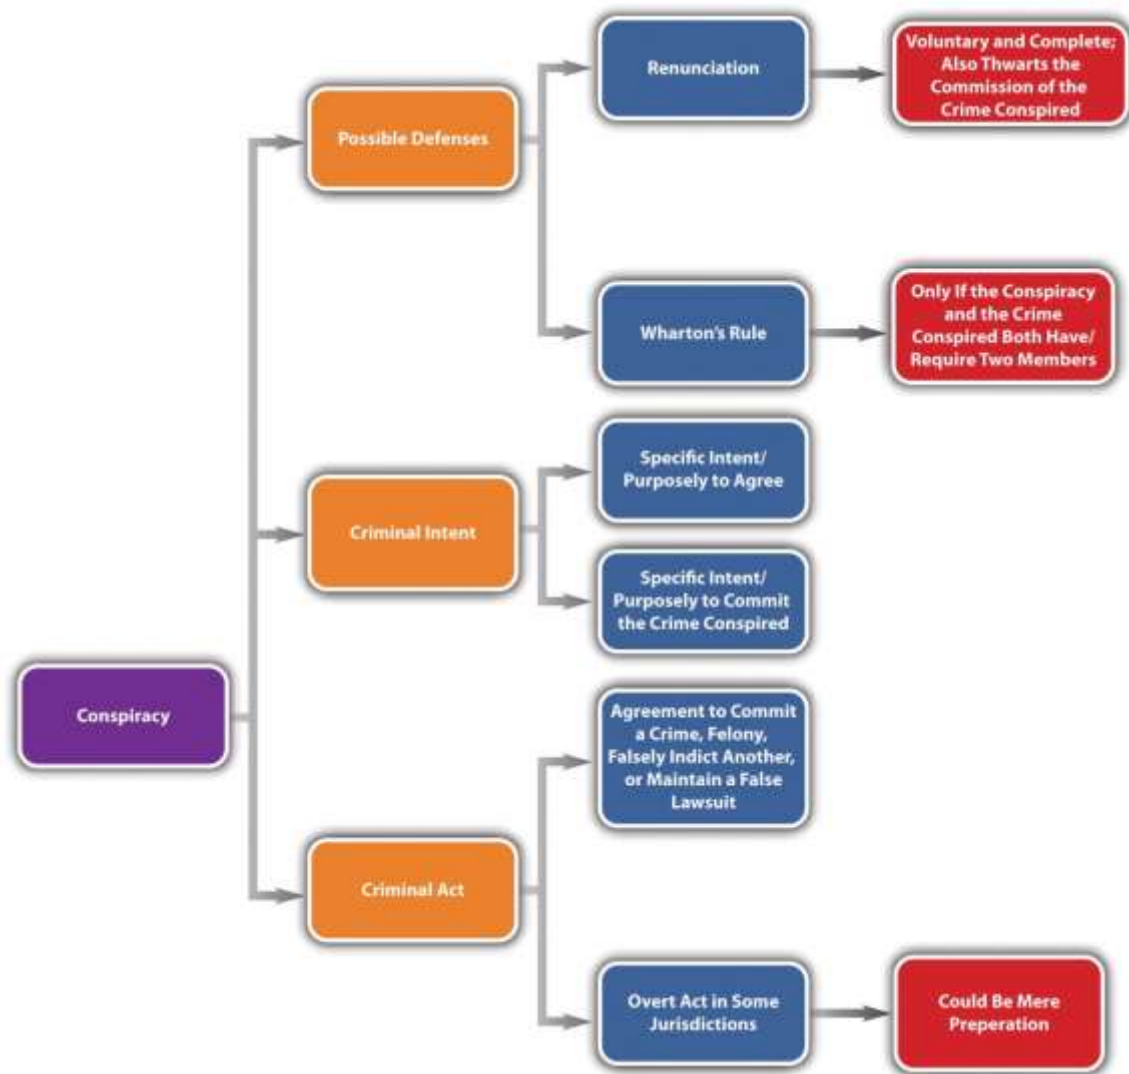 Renunciation
Voluntary and Complete;
Also Thwarts the
Commission of the
Crime Conspired
Possible Defenses
Wharton's Rule
Only If the Conspiracy
and the Crime
Conspired Both Have/
Require Two Members
Specific Intent/
Purposely to Agree
Criminal Intent
Specific Intent/
Purposely to Commit
the Crime Conspired
Conspiracy
Agreement to Commit
a Crime, Felony,
Falsely Indict Another,
or Maintain a False
Lawsuit
Criminal Act
Overt Act in Some
Jurisdictions
Could Be Mere
Preperation